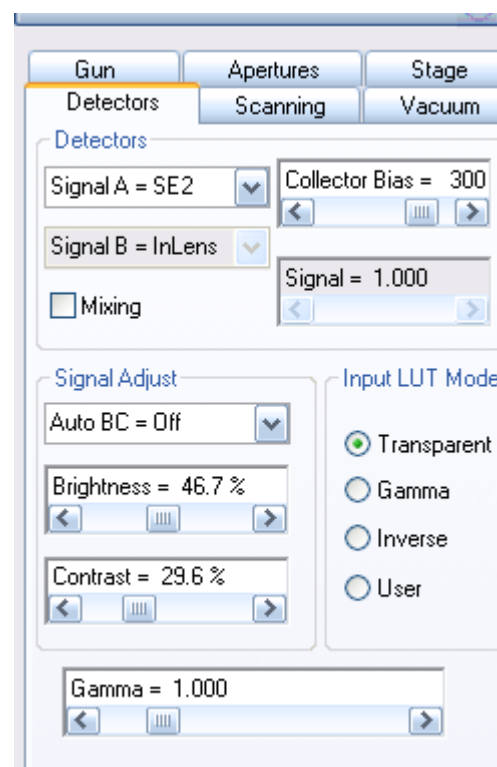 Gun Apertures Stage
Detectors Scanning Vacuum
Detectors
Signal A = SE2
Collector Bias = 300
Signal B = InLens
Signal = 1.000
Mixing
Signal Adjust
Auto BC = Off
Brightness = 46.7 %
Contrast = 29.6 %
Input LUT Mode
Transparent
Gamma
Inverse
User
Gamma = 1.000